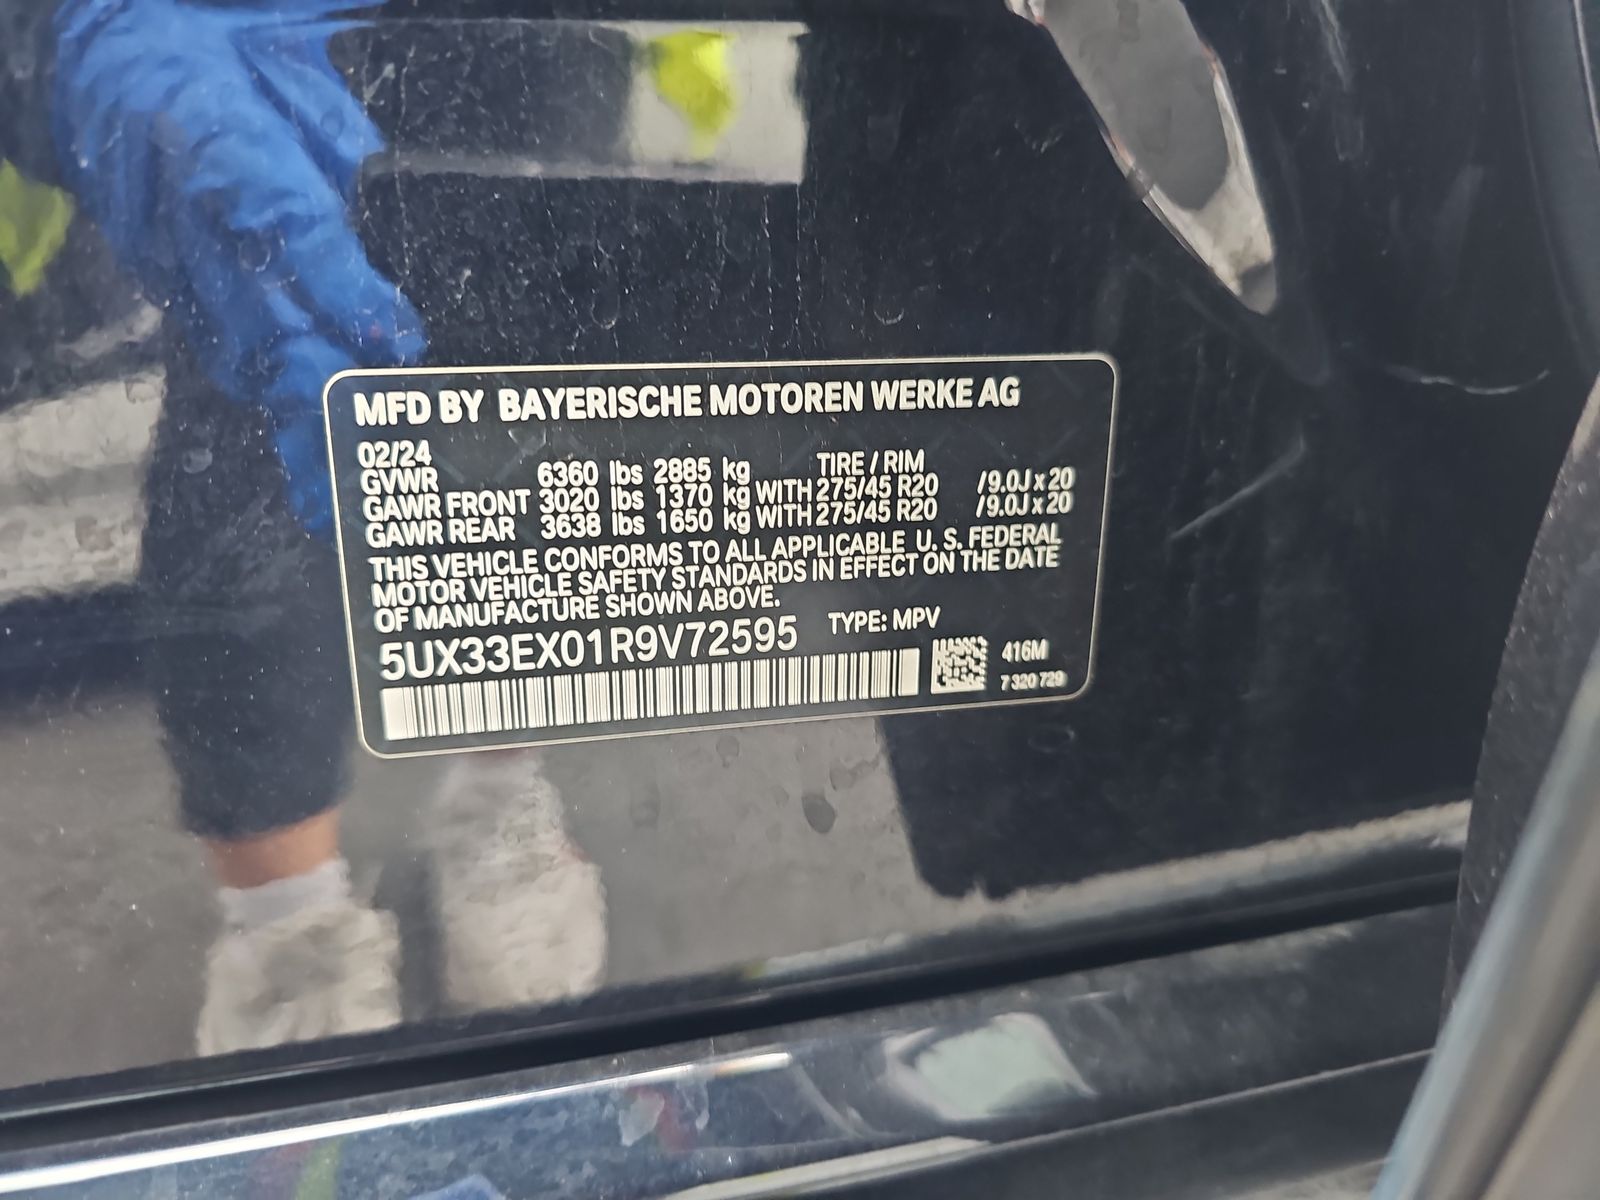 MFD BY BAYERISCHE MOTOREN WERKE AG
02/24 TIRE / RIM
GVWR 6360 lbs 2885 kg
GAWR FRONT 3020 lbs 1370 kg WITH 275/45 R20 /9.0J x 20
GAWR REAR 3638 lbs 1650 kg WITH 275/45 R20 /9.0J x 20
THIS VEHICLE CONFORMS TO ALL APPLICABLE U. S. FEDERAL
MOTOR VEHICLE SAFETY STANDARDS IN EFFECT ON THE DATE
OF MANUFACTURE SHOWN ABOVE.
5UX33EX01R9V72595 TYPE: MPV
416M
7 320 729